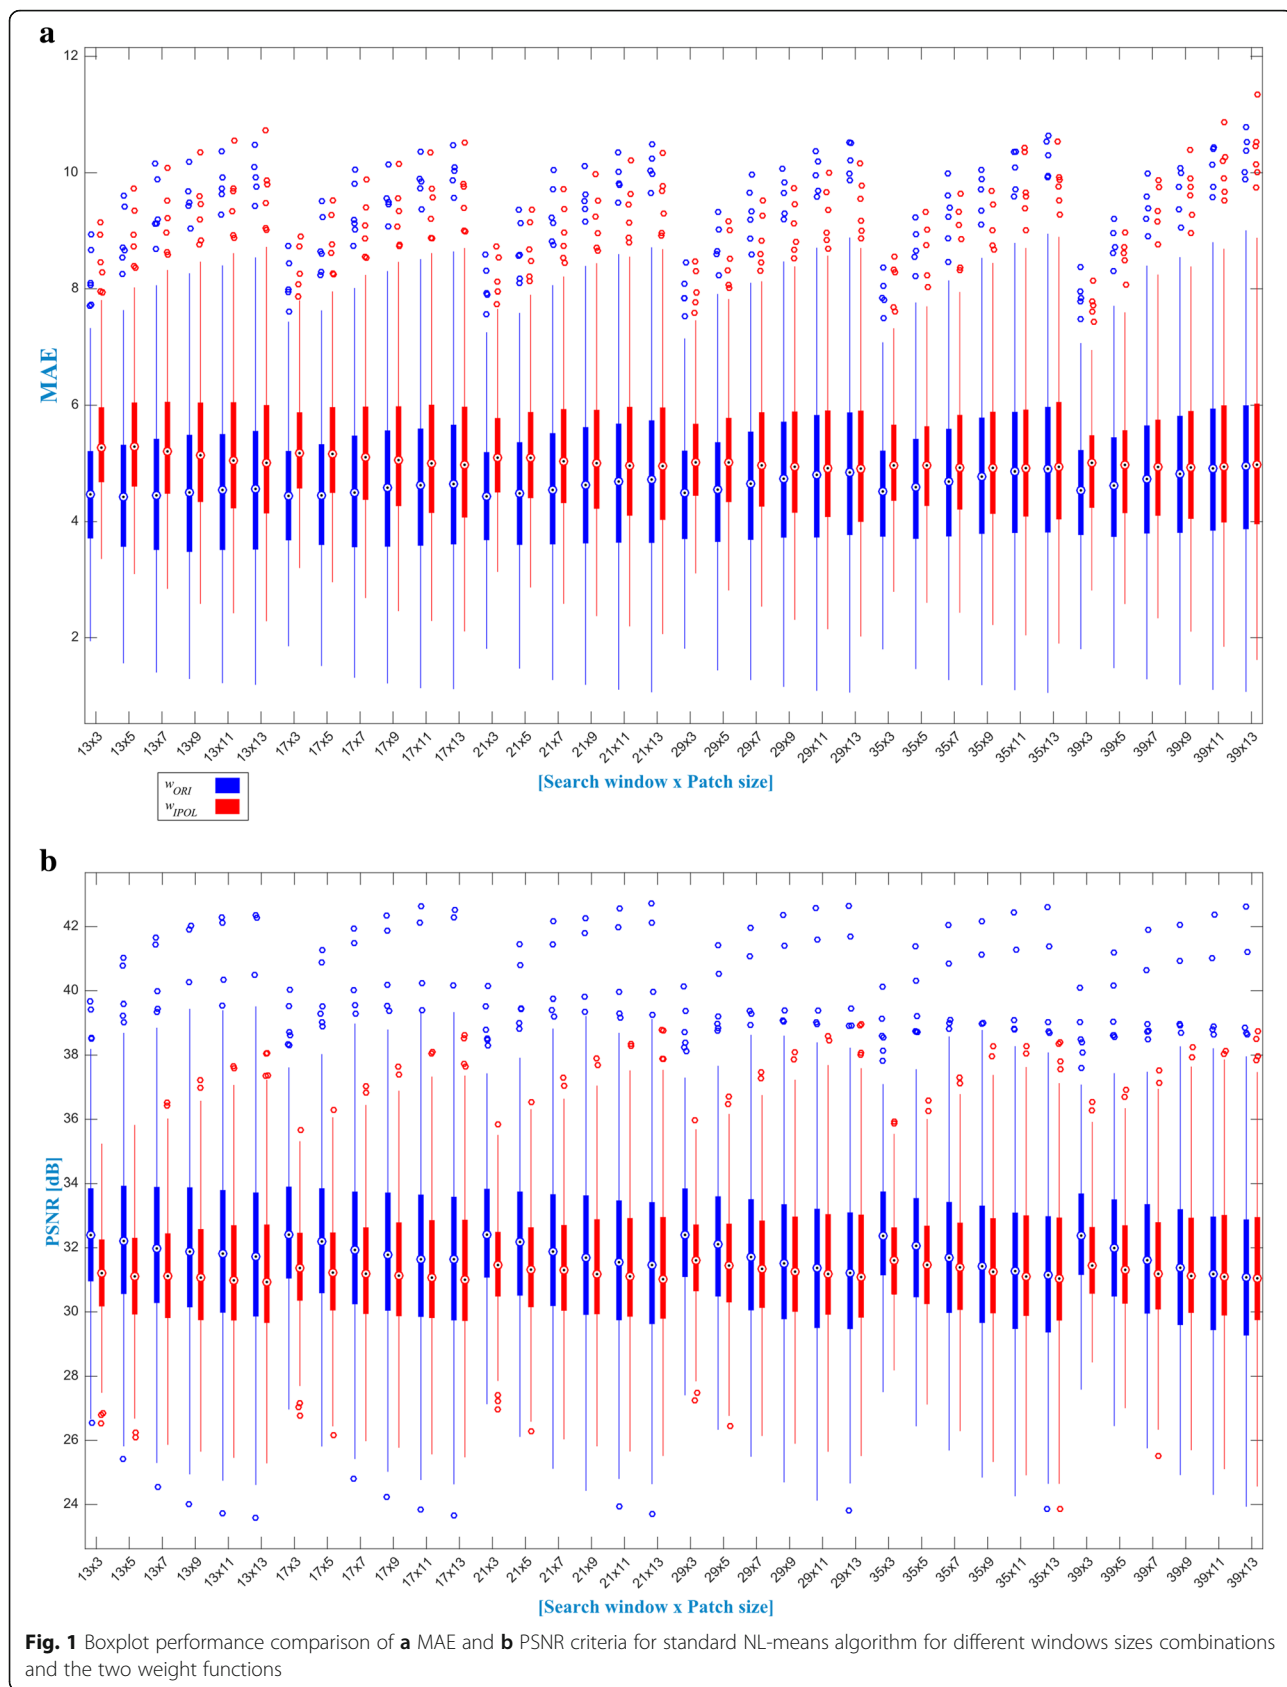 a
12
10
8
6
4
2
MAE
13x3 13x5 13x7 13x9 13x11 13x13 17x3 17x5 17x7 17x9 17x11 17x13 21x3 21x5 21x7 21x9 21x11 21x13 29x3 29x5 29x7 29x9 29x11 29x13 35x3 35x5 35x7 35x9 35x11 35x13 39x3 39x5 39x7 39x9 39x11 39x13
[Search window x Patch size]
wORI
wIPOL
b
42
40
38
36
34
32
30
28
26
24
PSNR [dB]
13x3 13x5 13x7 13x9 13x11 13x13 17x3 17x5 17x7 17x9 17x11 17x13 21x3 21x5 21x7 21x9 21x11 21x13 29x3 29x5 29x7 29x9 29x11 29x13 35x3 35x5 35x7 35x9 35x11 35x13 39x3 39x5 39x7 39x9 39x11 39x13
[Search window x Patch size]
Fig. 1 Boxplot performance comparison of a MAE and b PSNR criteria for standard NL-means algorithm for different windows sizes combinations
and the two weight functions